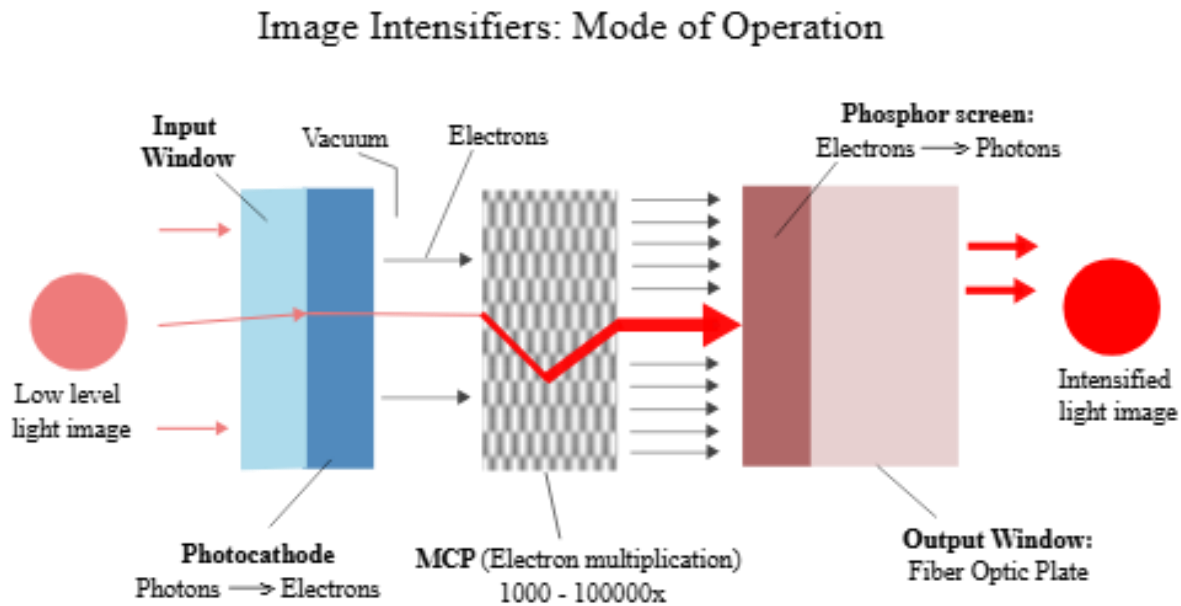 Image Intensifiers: Mode of Operation
Input
Window
Vacuum
Electrons
Phosphor screen:
Electrons → Photons
Low level
light image
Intensified
light image
Photocathode
Photons → Electrons
MCP (Electron multiplication)
1000 - 100000x
Output Window:
Fiber Optic Plate